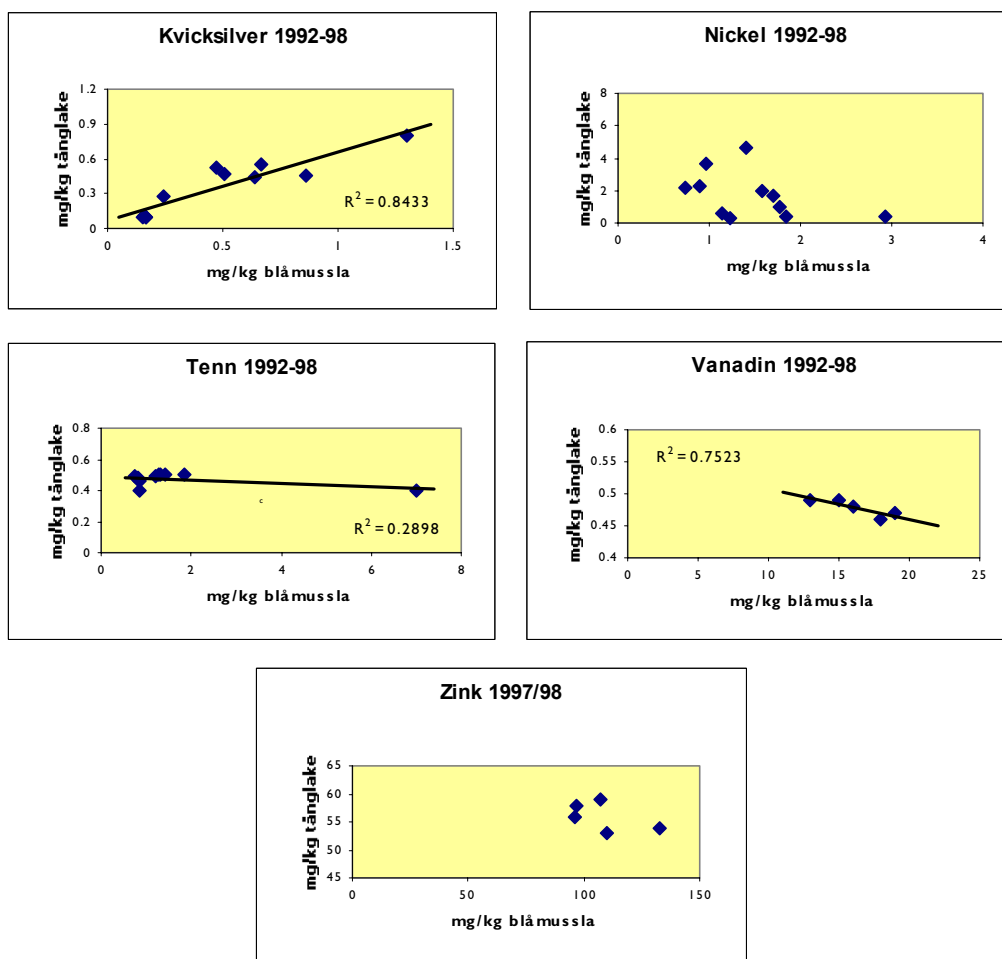 Kvicksilver 1992-98
mg/kg tånglake
1.2
0.9
0.6
0.3
0
R² = 0.8433
0 0.5 1 1.5
mg/kg blåmussla
Nickel 1992-98
mg/kg tånglake
8
6
4
2
0
0 1 2 3 4
mg/kg blåmussla
Tenn 1992-98
mg/kg tånglake
0.8
0.6
0.4
0.2
0
c
R² = 0.2898
0 2 4 6 8
mg/kg blåmussla
Vanadin 1992-98
mg/kg tånglake
0.6
0.55
0.5
0.45
0.4
R² = 0.7523
0 5 10 15 20 25
mg/kg blåmussla
Zink 1997/98
mg/kg tånglake
65
60
55
50
45
0 50 100 150
mg/kg blåmussla